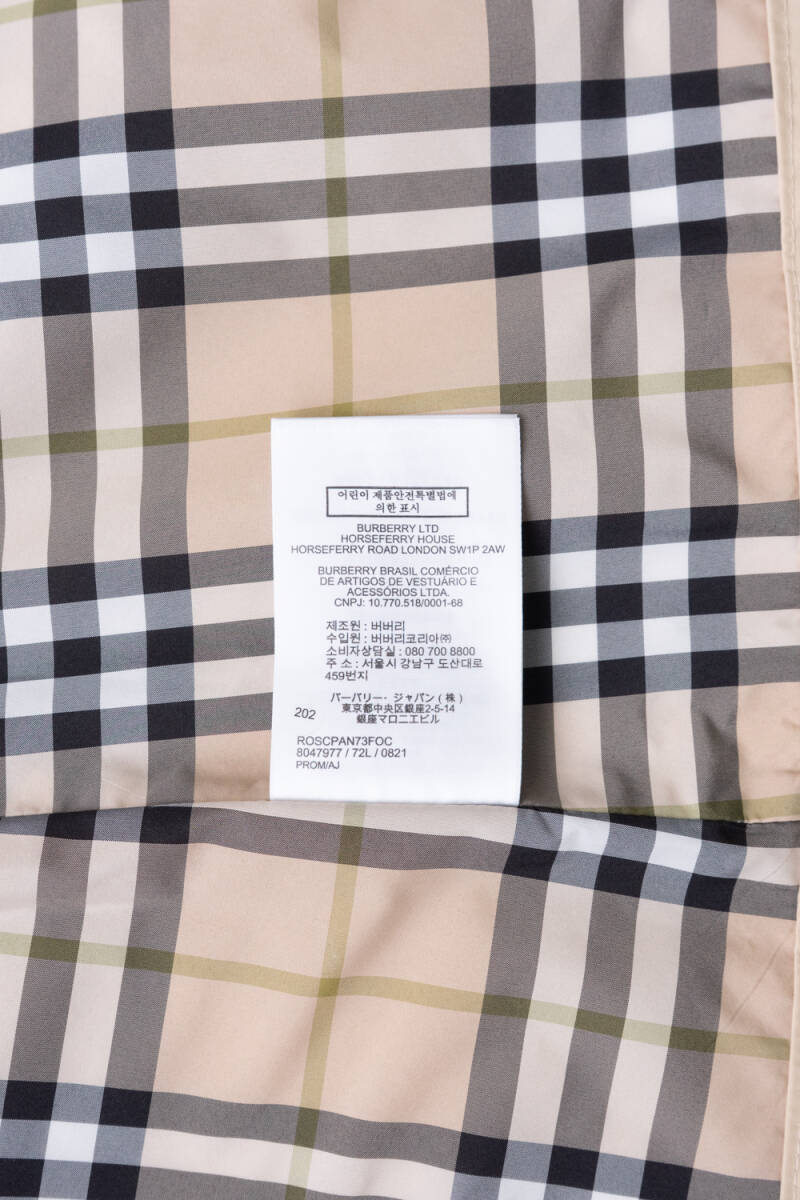 어린이 제품안전특별법에
의한 표시
BURBERRY LTD
HORSEFERRY HOUSE
HORSEFERRY ROAD LONDON SW1P 2AW
BURBERRY BRASIL COMÉRCIO
DE ARTIGOS DE VESTUÁRIO E
ACESSÓRIOS LTDA.
CNPJ: 10.770.518/0001-68
제조원 : 버버리
수입원 : 버버리코리아㈜
소비자상담실 : 080 700 8800
주 소 : 서울시 강남구 도산대로
459번지
バーバリー・ジャパン(株)
東京都中央区銀座2-5-14
銀座マロニエビル
202
ROSCPAN73FOC
8047977 / 72L / 0821
PROM/AJ